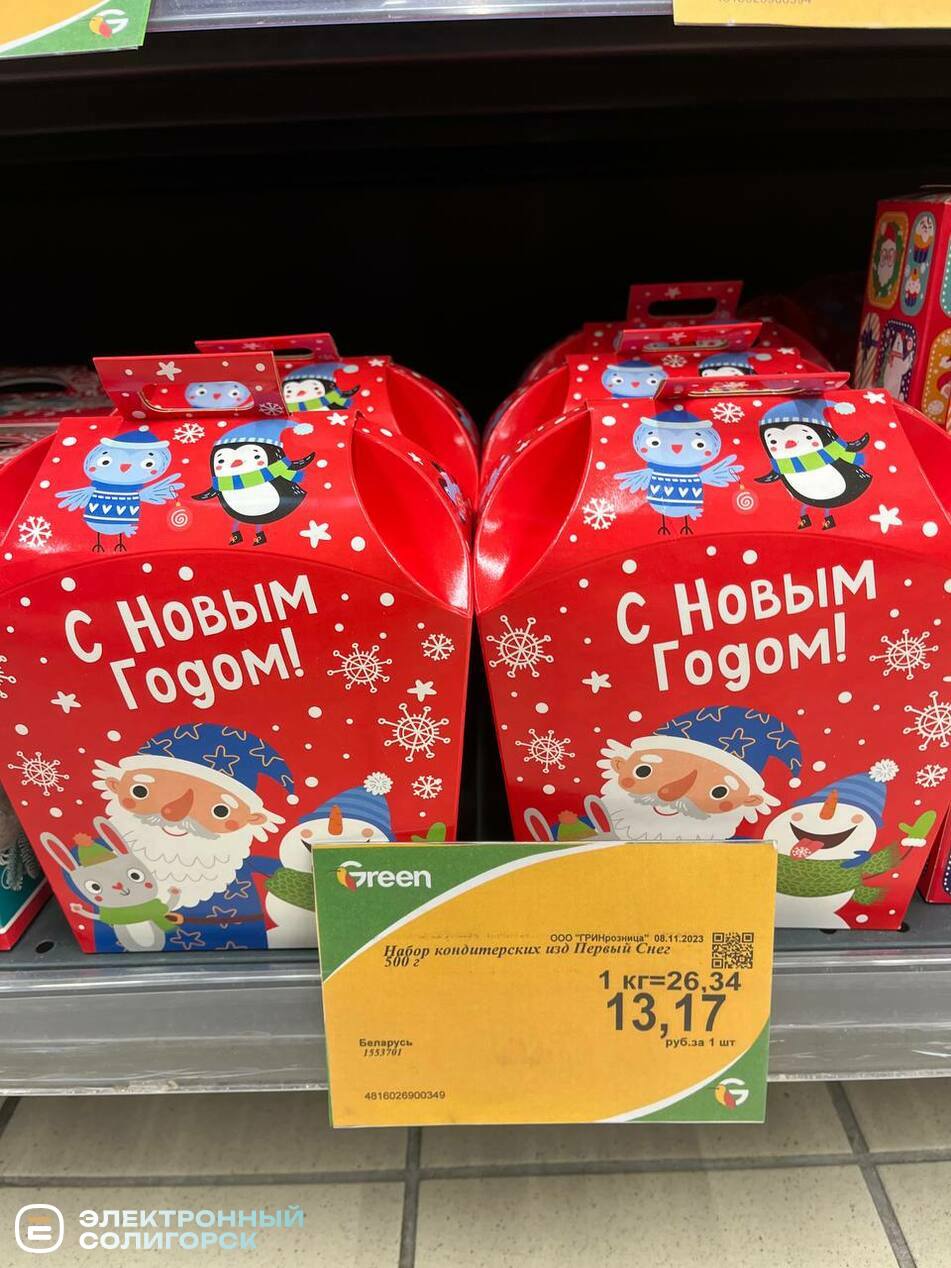 С Новым
Годом!
С Новым
Годом!
Green
ООО "ГРИНрозница" 08.11.2023
Набор кондитерских изд Первый Снег
500 г
1 кг=26,34
13,17
руб.за 1 шт
Беларусь
1553701
4816026900349
ЭЛЕКТРОННЫЙ
СОЛИГОРСК